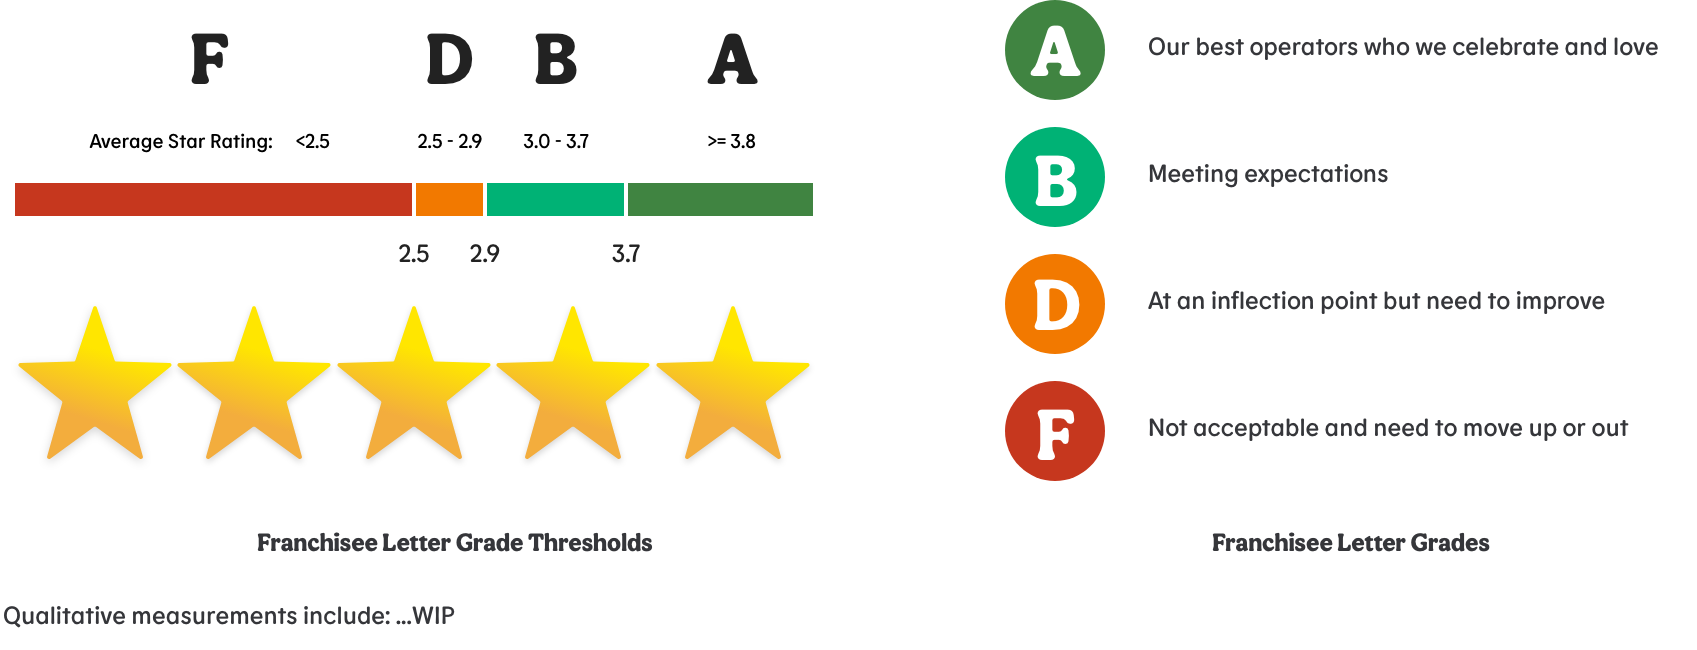 F D B A
Average Star Rating: <2.5 2.5 - 2.9 3.0 - 3.7 >= 3.8
2.5 2.9 3.7
Franchisee Letter Grade Thresholds
Qualitative measurements include: ...WIP
A Our best operators who we celebrate and love
B Meeting expectations
D At an inflection point but need to improve
F Not acceptable and need to move up or out
Franchisee Letter Grades